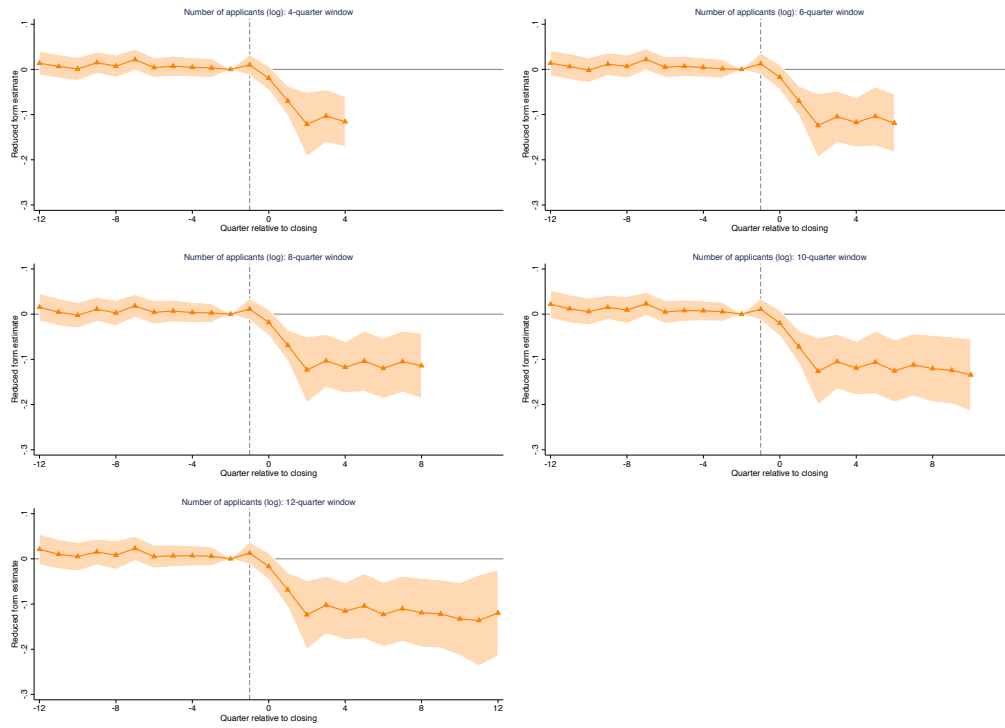 Number of applicants (log): 4-quarter window
Reduced form estimate
.1
0
-.1
-.2
-.3
-12 -8 -4 0 4
Quarter relative to closing
Number of applicants (log): 6-quarter window
Reduced form estimate
.1
0
-.1
-.2
-.3
-12 -8 -4 0 4
Quarter relative to closing
Number of applicants (log): 8-quarter window
Reduced form estimate
.1
0
-.1
-.2
-.3
-12 -8 -4 0 4 8
Quarter relative to closing
Number of applicants (log): 10-quarter window
Reduced form estimate
.1
0
-.1
-.2
-.3
-12 -8 -4 0 4 8
Quarter relative to closing
Number of applicants (log): 12-quarter window
Reduced form estimate
.1
0
-.1
-.2
-.3
-12 -8 -4 0 4 8 12
Quarter relative to closing